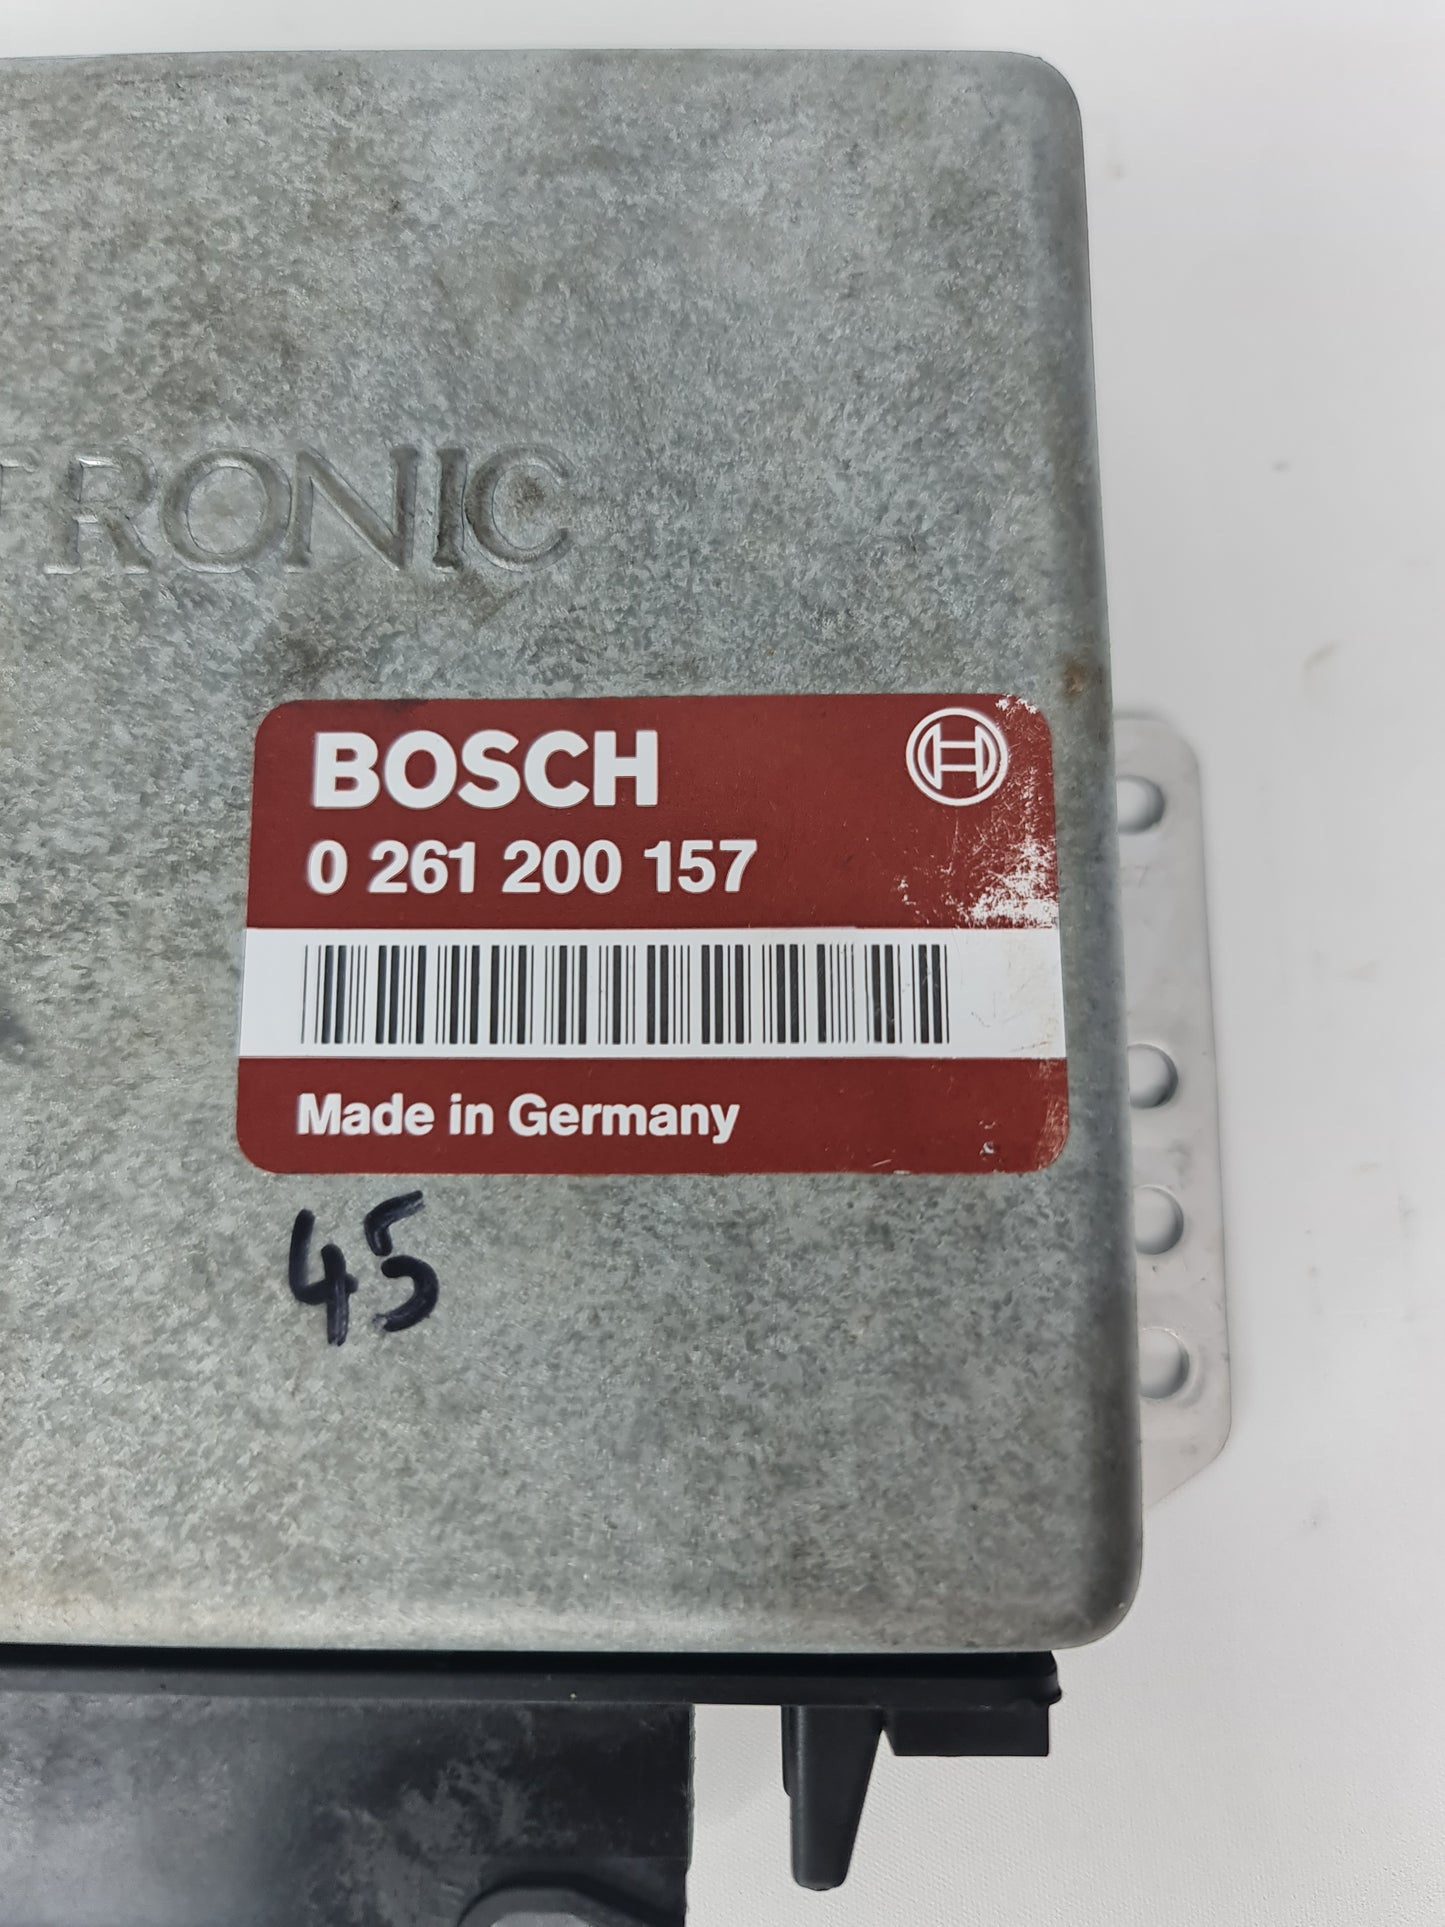 TRONIC
BOSCH
0 261 200 157
Made in Germany
45